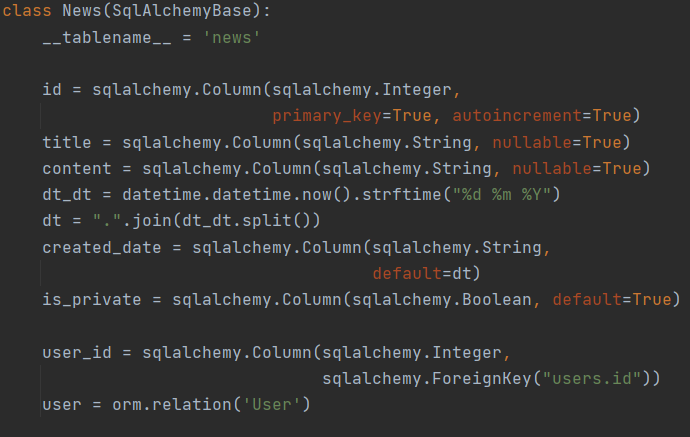 class News(SqlAlchemyBase):
    __tablename__ = 'news'

    id = sqlalchemy.Column(sqlalchemy.Integer,
                           primary_key=True, autoincrement=True)
    title = sqlalchemy.Column(sqlalchemy.String, nullable=True)
    content = sqlalchemy.Column(sqlalchemy.String, nullable=True)
    dt_dt = datetime.datetime.now().strftime("%d %m %Y")
    dt = ".".join(dt_dt.split())
    created_date = sqlalchemy.Column(sqlalchemy.String,
                                     default=dt)
    is_private = sqlalchemy.Column(sqlalchemy.Boolean, default=True)

    user_id = sqlalchemy.Column(sqlalchemy.Integer,
                                sqlalchemy.ForeignKey("users.id"))
    user = orm.relation('User')